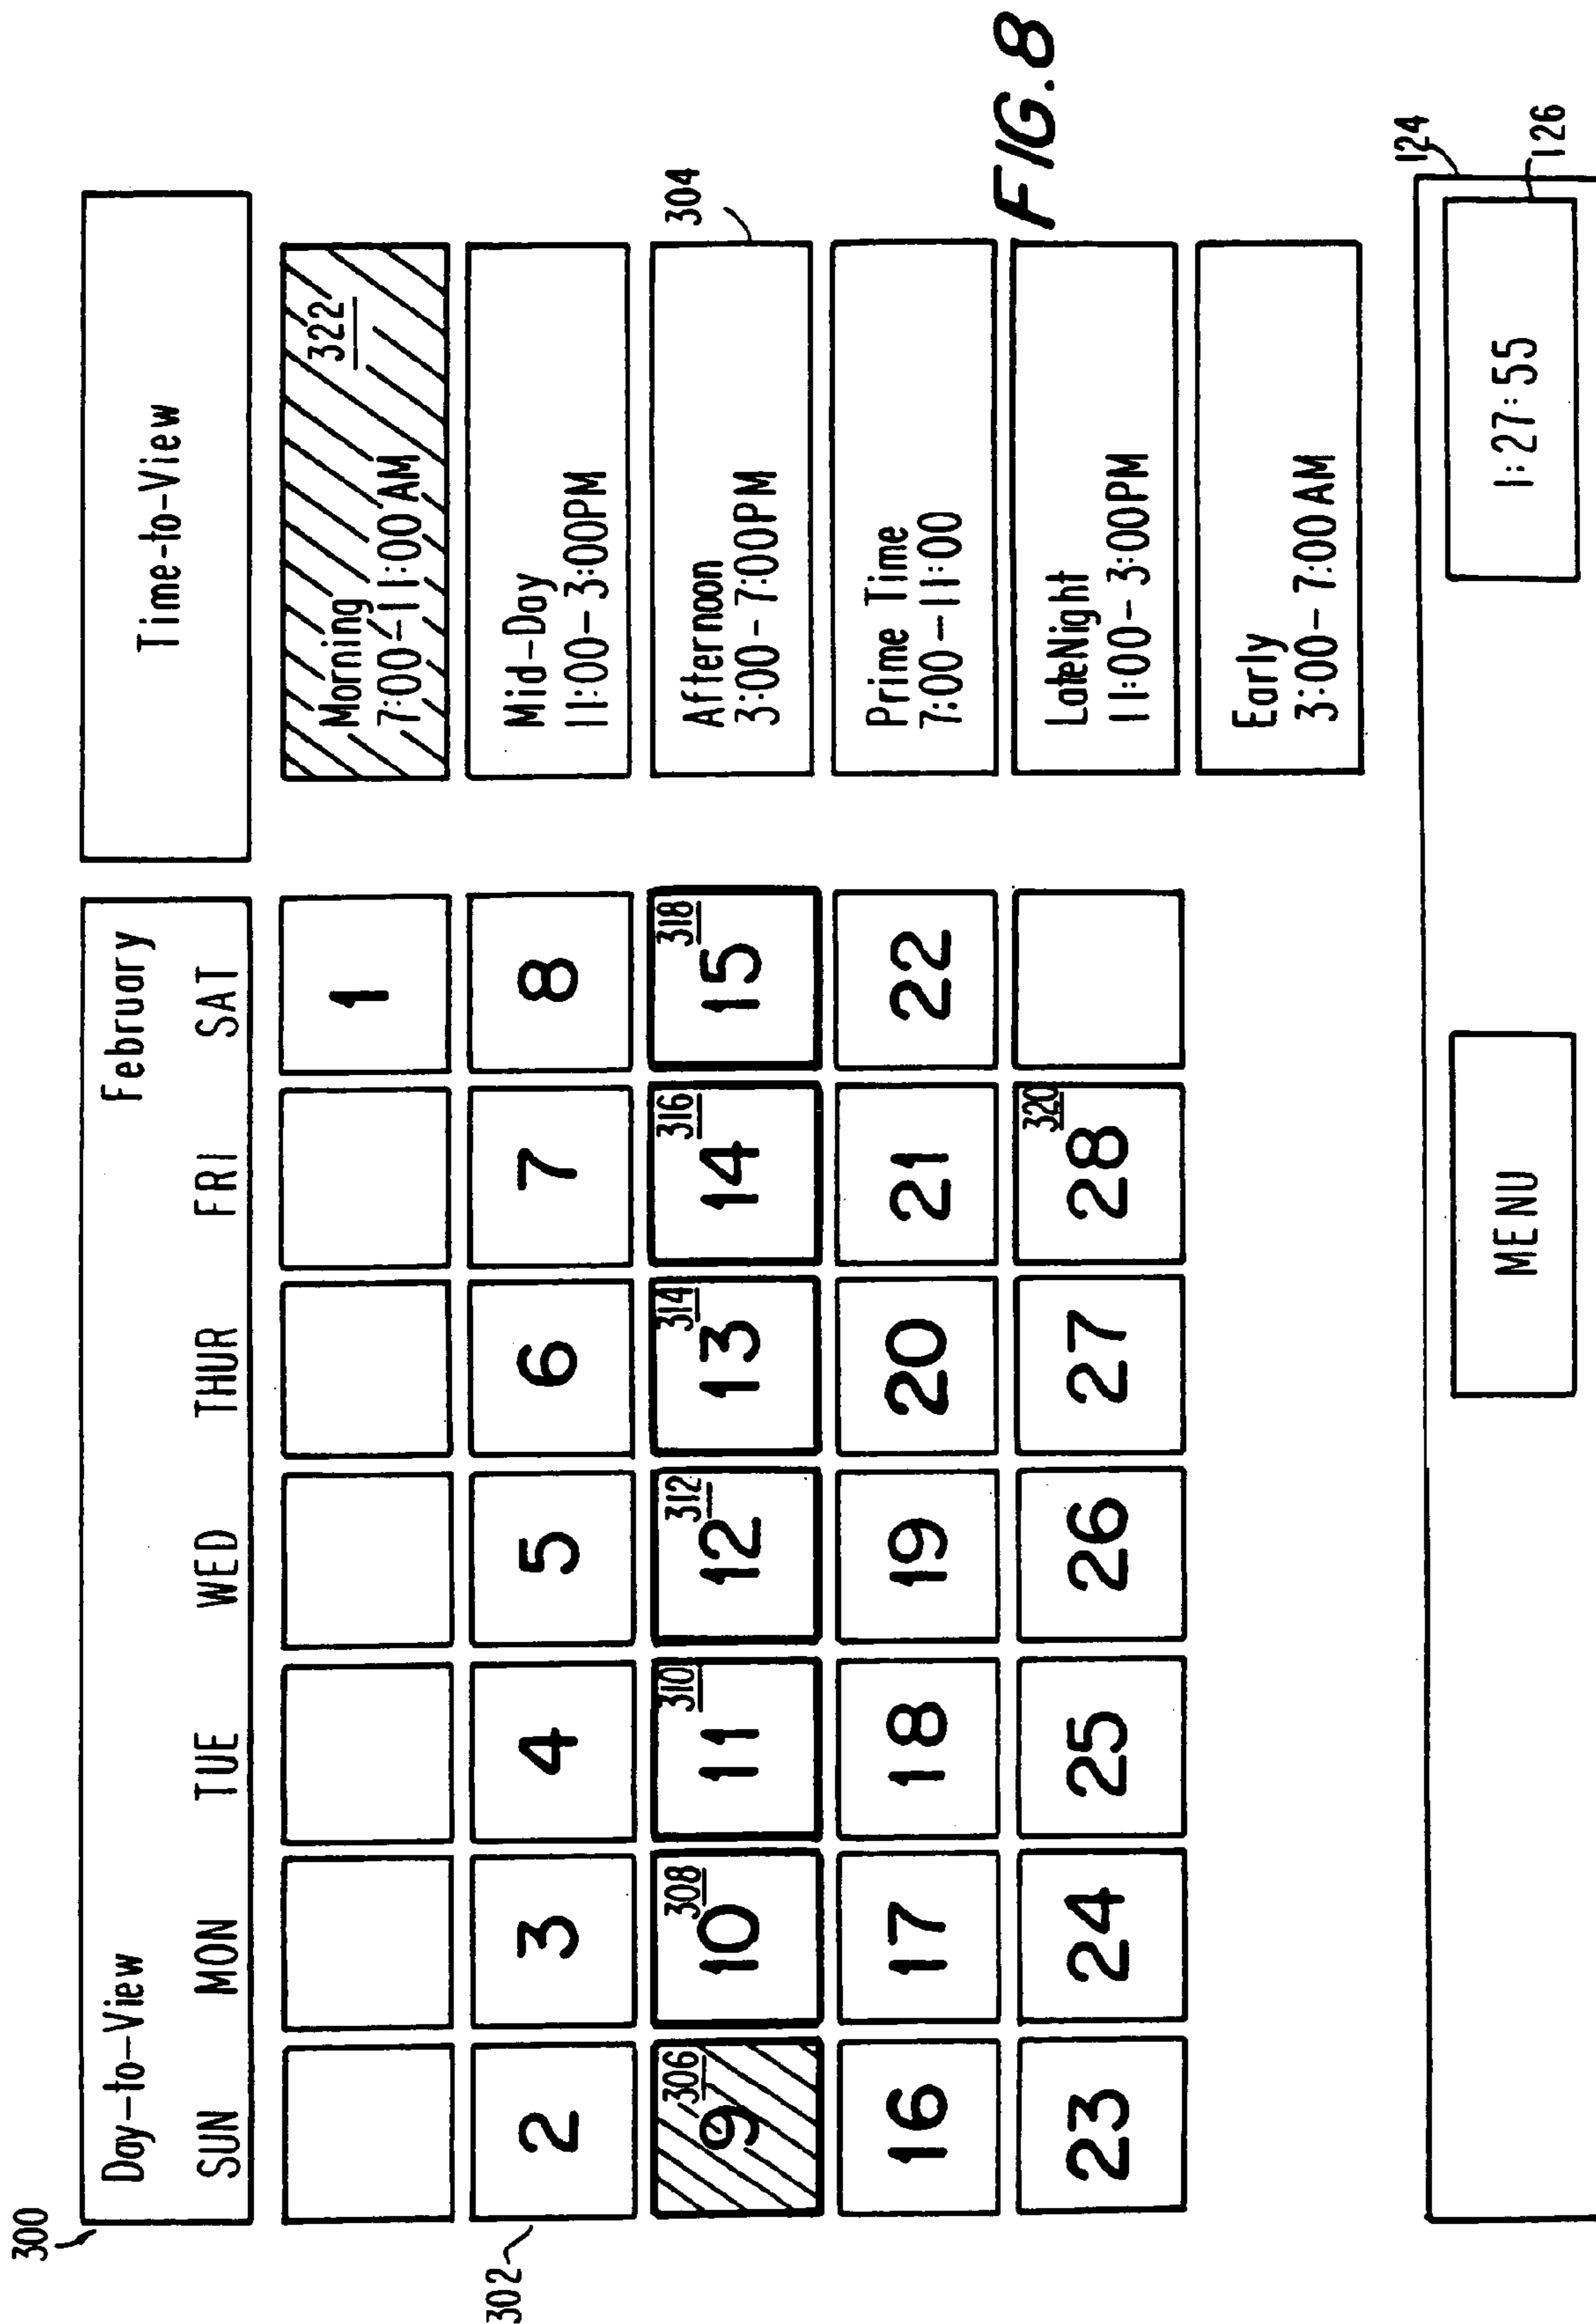 300
Day-to-View February
SUN MON TUE WED THUR FRI SAT
Time-to-View
1
302
2 3 4 5 6 7 8
9 306 10 308 11 310 12 312 13 314 14 316 15 318
16 17 18 19 20 21 22
23 24 25 26 27 28 320
Morning 322
7:00-11:00 AM
Mid-Day
11:00-3:00PM
Afternoon
3:00-7:00PM
304
Prime Time
7:00-11:00
LateNight
11:00-3:00PM
Early
3:00-7:00AM
FIG.8
124
MENU
1:27:55
126